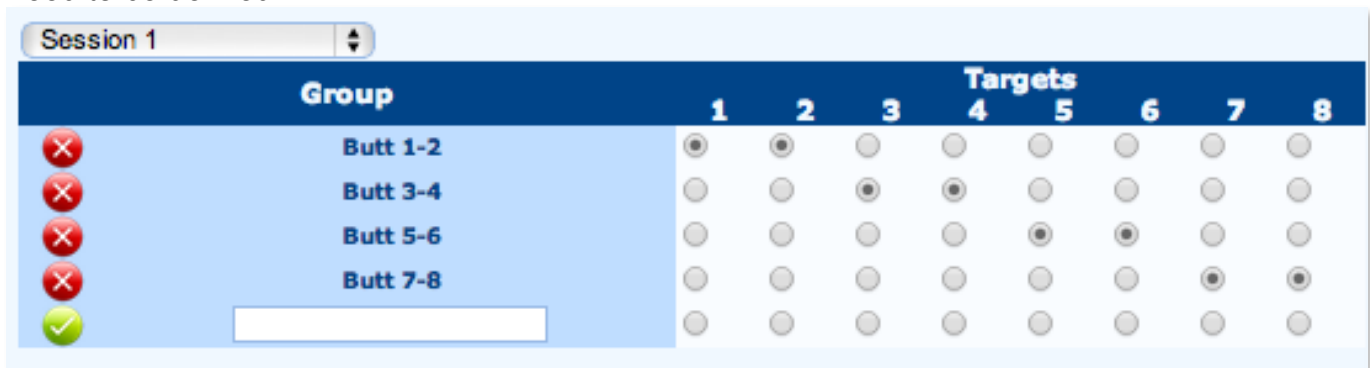 Session 1
Group
Targets
1 2 3 4 5 6 7 8
Butt 1-2
Butt 3-4
Butt 5-6
Butt 7-8